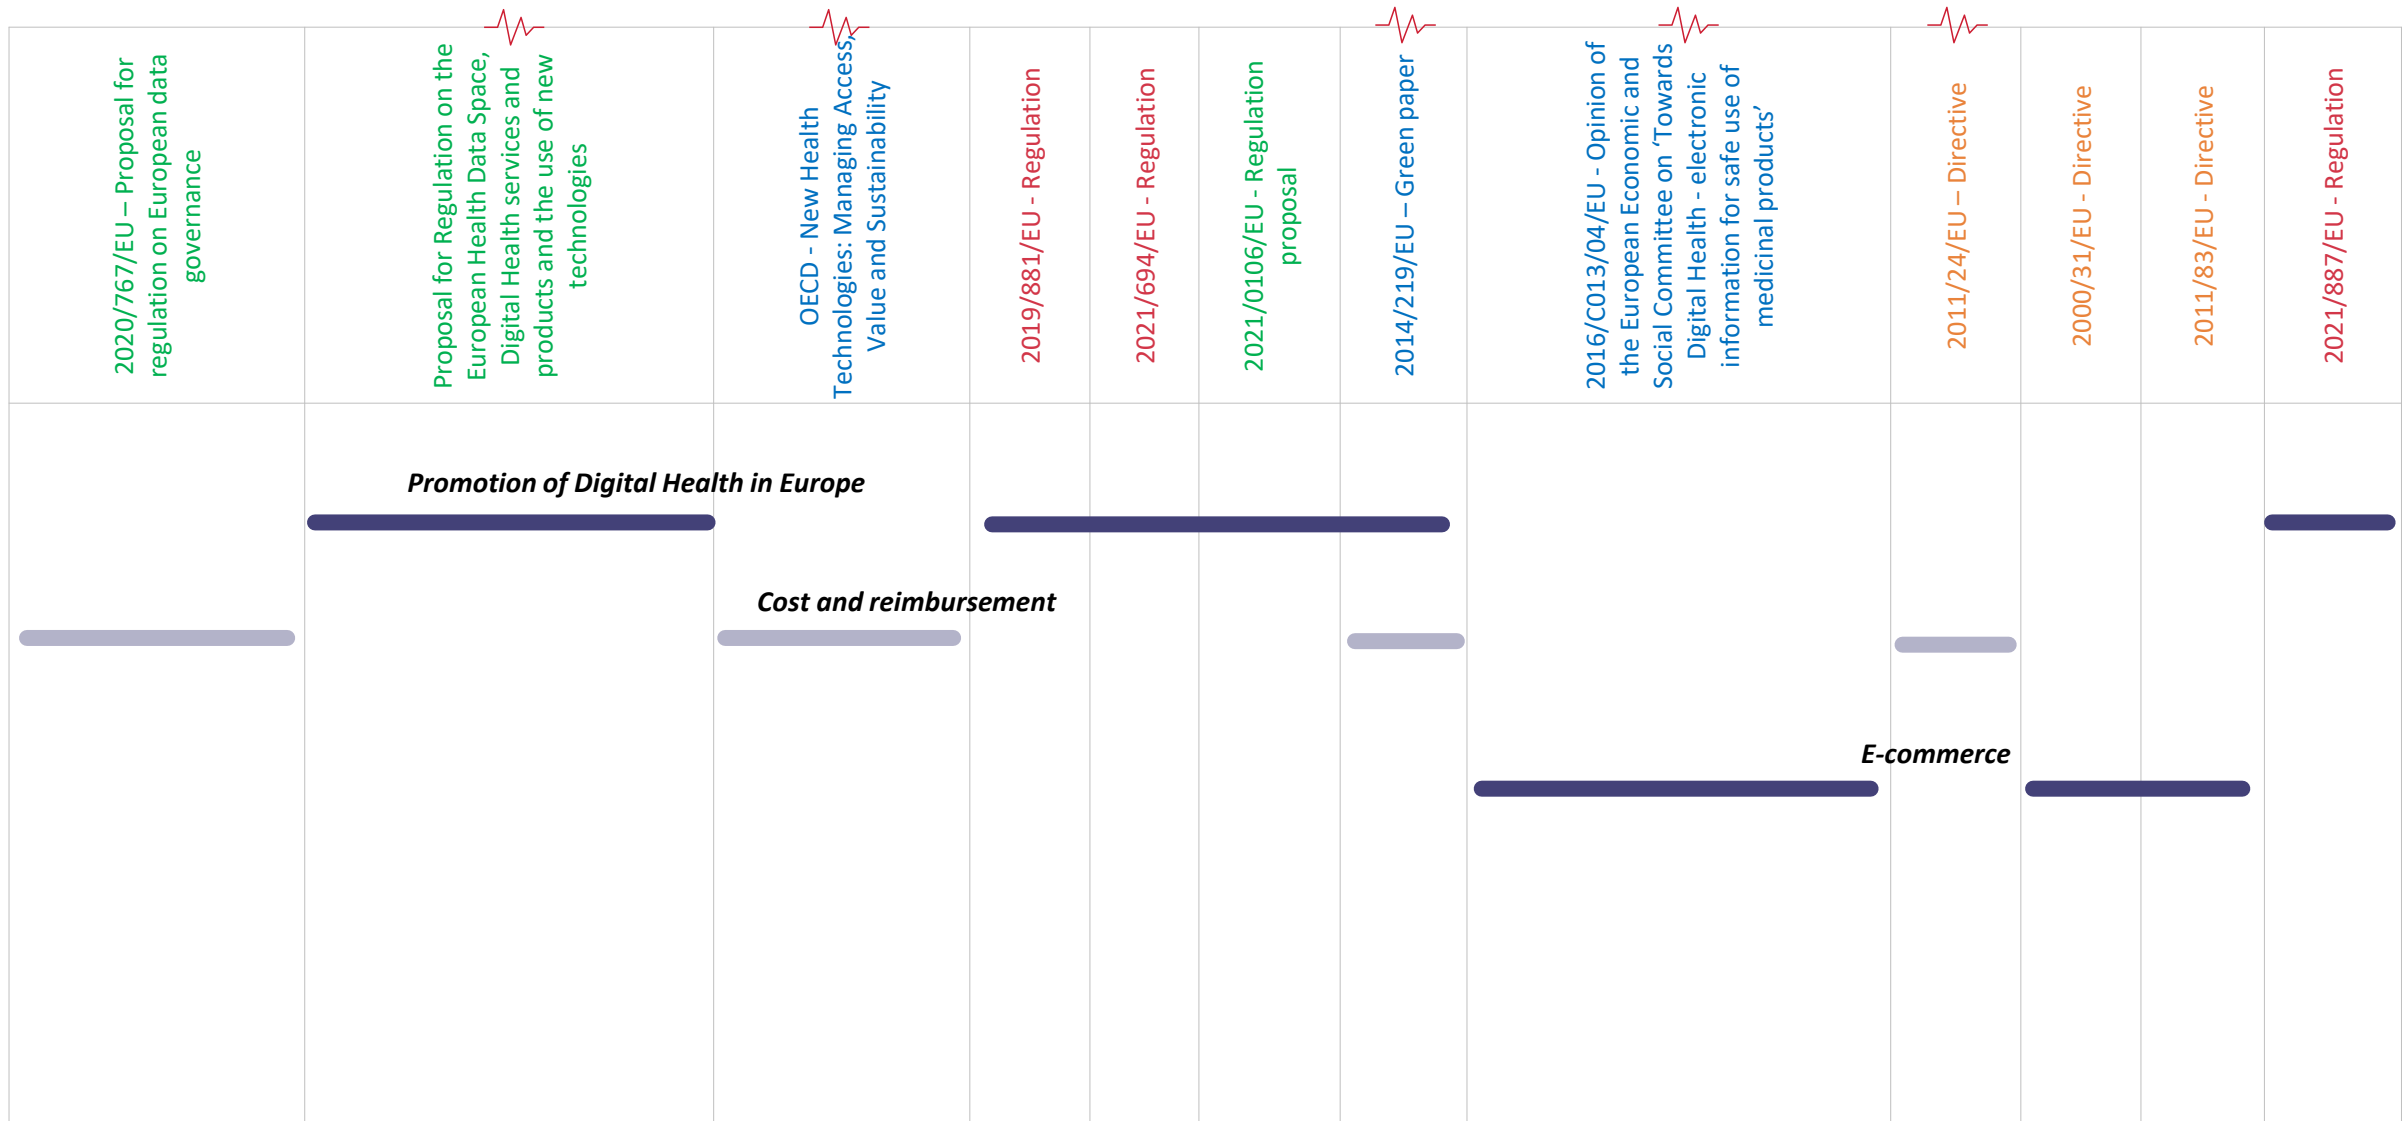 2020/767/EU – Proposal for
regulation on European data
governance
Proposal for Regulation on the
European Health Data Space,
Digital Health services and
products and the use of new
technologies
OECD - New Health
Technologies: Managing Access,
Value and Sustainability
2019/881/EU - Regulation
2021/694/EU - Regulation
2021/0106/EU - Regulation
proposal
2014/219/EU – Green paper
2016/C013/04/EU - Opinion of
the European Economic and
Social Committee on ‘Towards
Digital Health - electronic
information for safe use of
medicinal products’
2011/24/EU – Directive
2000/31/EU - Directive
2011/83/EU - Directive
2021/887/EU - Regulation
Promotion of Digital Health in Europe
Cost and reimbursement
E-commerce